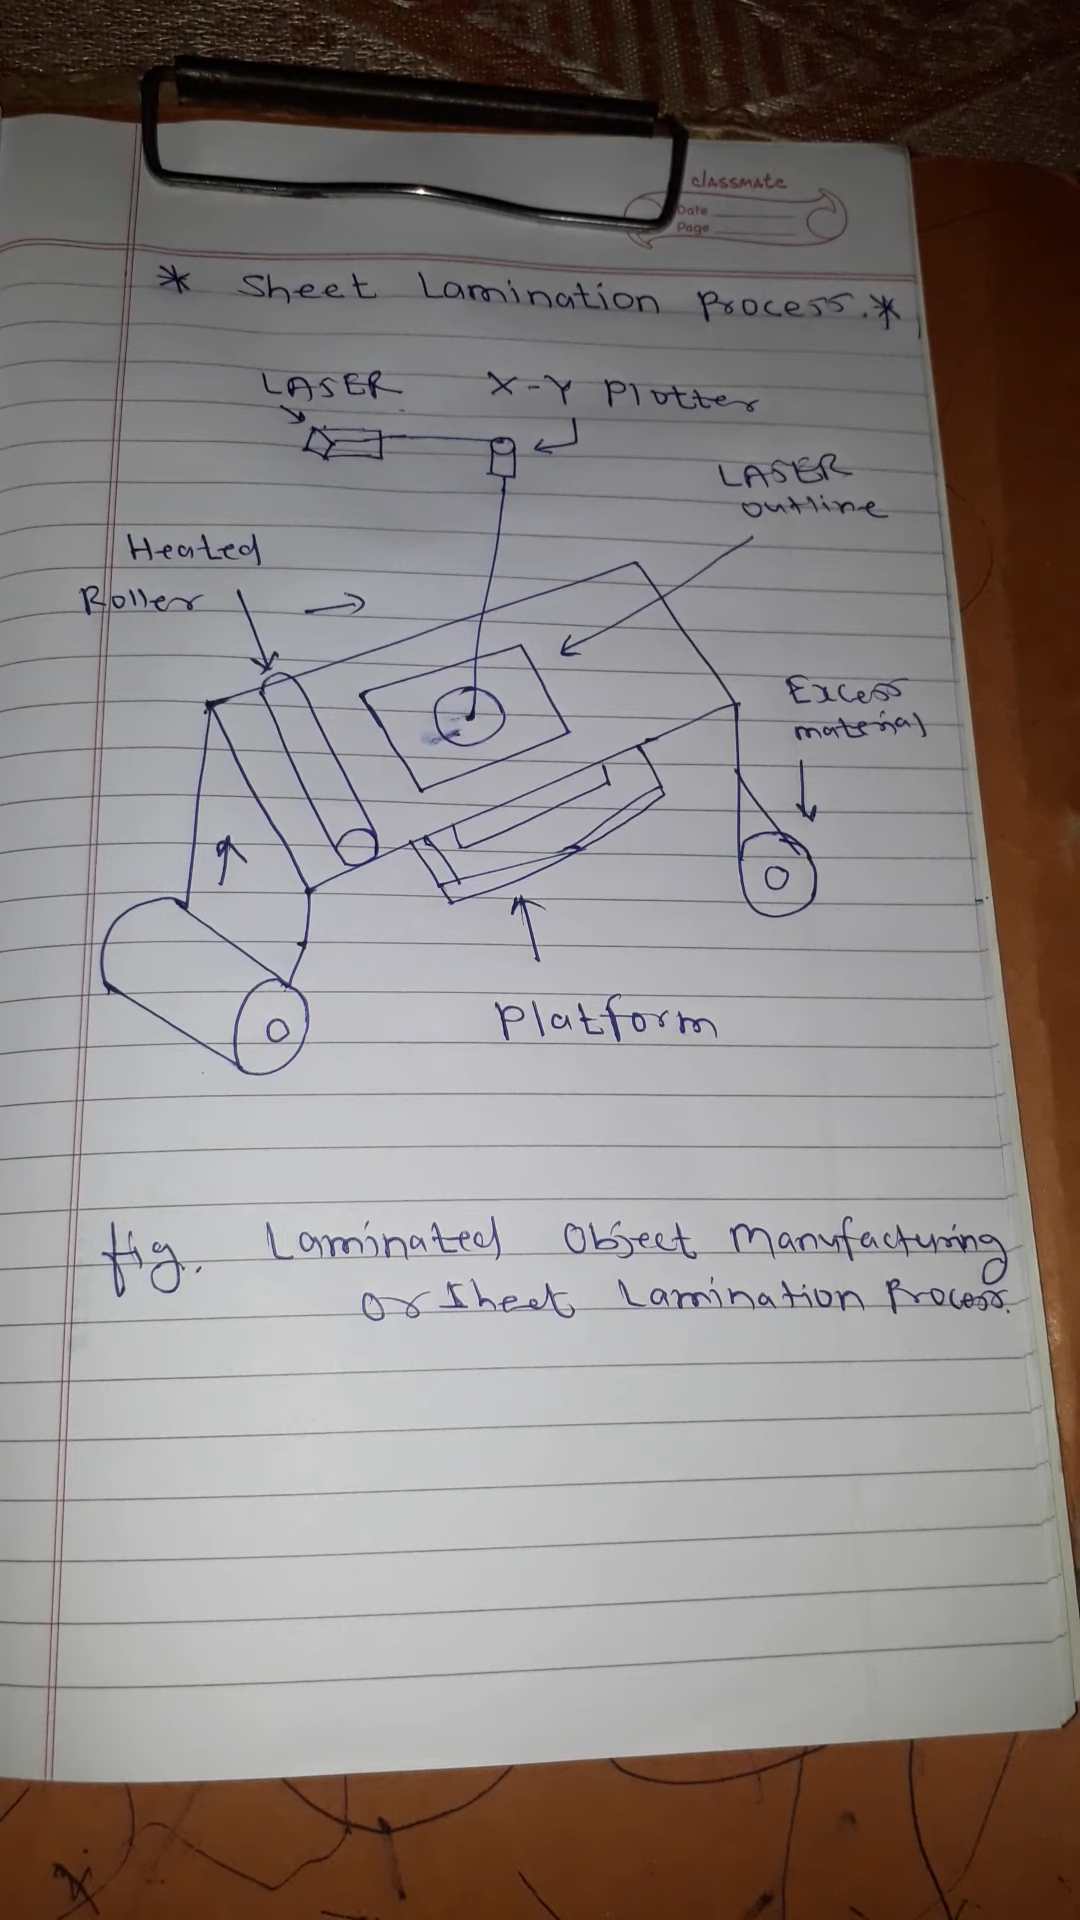 classmate
Date
Page
* Sheet Lamination Process. *
LASER
X-Y Plotter
LASER
outline
Heated
Roller
Excess
material
Platform
fig. Laminated Object Manufacturing
or Sheet Lamination Process.